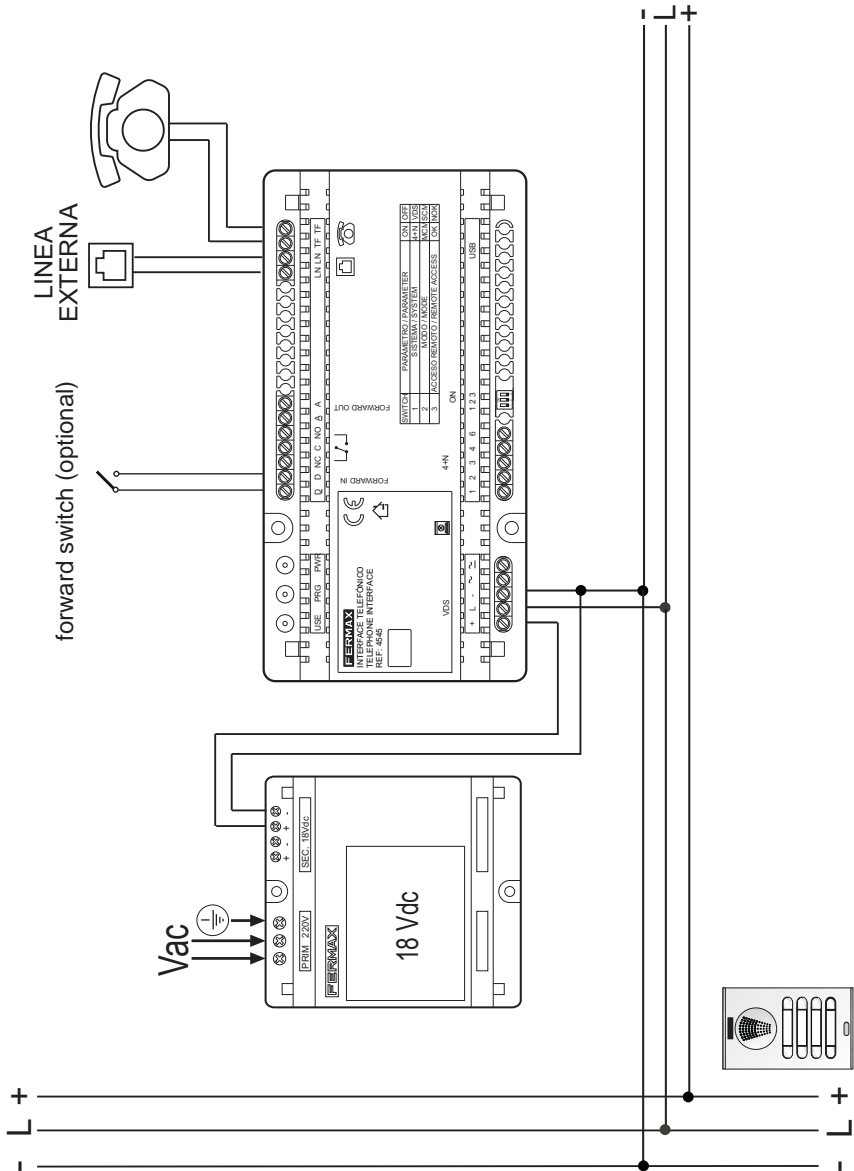 - L +
LINEA
EXTERNA
forward switch (optional)
LN LN TF TF
D D NC C NO A A
USE PRG PWR
FORWARD IN
FORWARD OUT
SWITCH PARÁMETRO / PARAMETER ON OFF
1 SISTEMA / SYSTEM 4+N VDS
2 MODO / MODE MCM SCM
3 ACCESO REMOTO / REMOTE ACCESS OK NOK
ON
4+N
CE
FERMAX
INTERFACE TELEFÓNICO
TELEPHONE INTERFACE
REF: 4545
VDS
+ L - ~ ~
1 2 3 4 6
1 2 3
USB
Vac
+ - + -
PRIM 220V
SEC. 18Vdc
FERMAX
18 Vdc
- L +
- L +